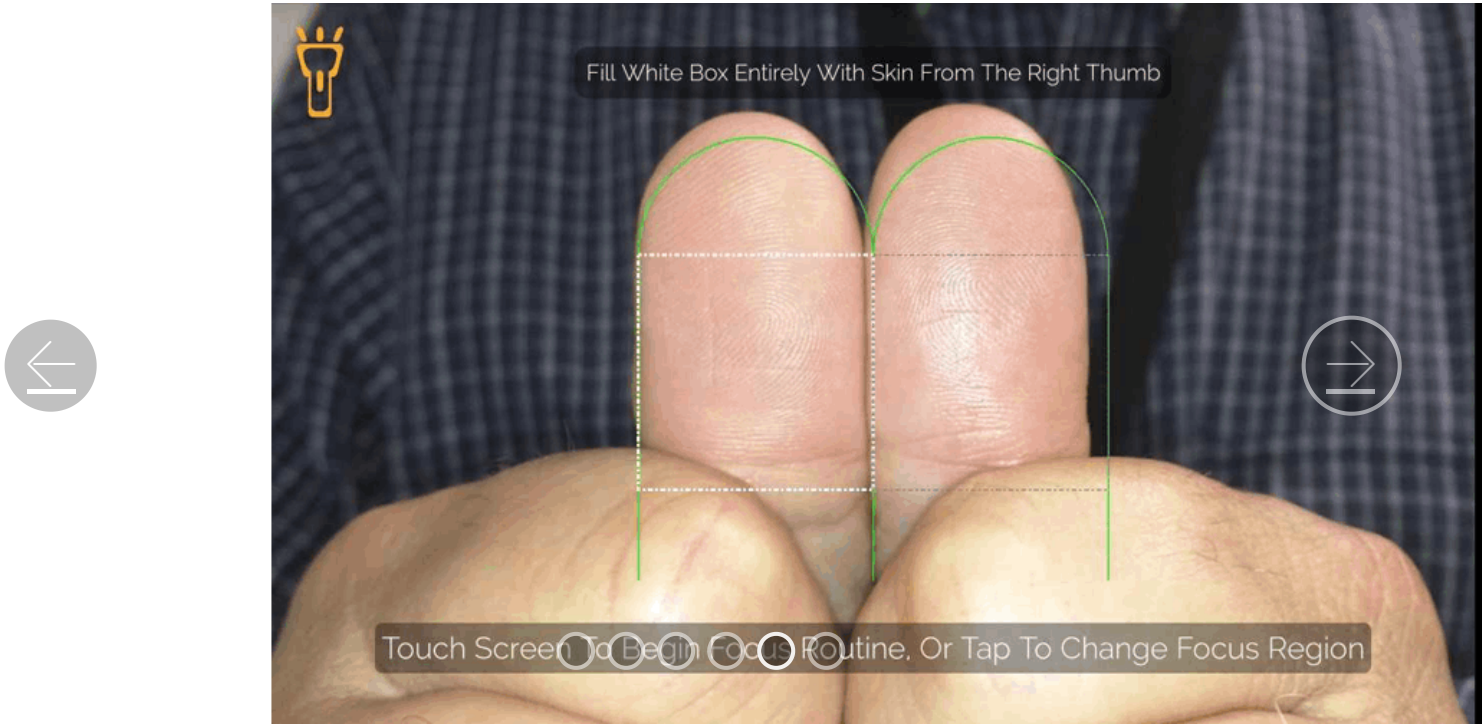 Fill White Box Entirely With Skin From The Right Thumb
Touch Screen To Begin Focus Routine, Or Tap To Change Focus Region